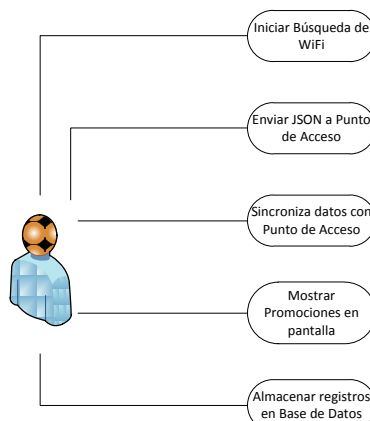 Iniciar Búsqueda de
WiFi
Enviar JSON a Punto
de Acceso
Sincroniza datos con
Punto de Acceso
Mostrar
Promociones en
pantalla
Almacenar registros
en Base de Datos